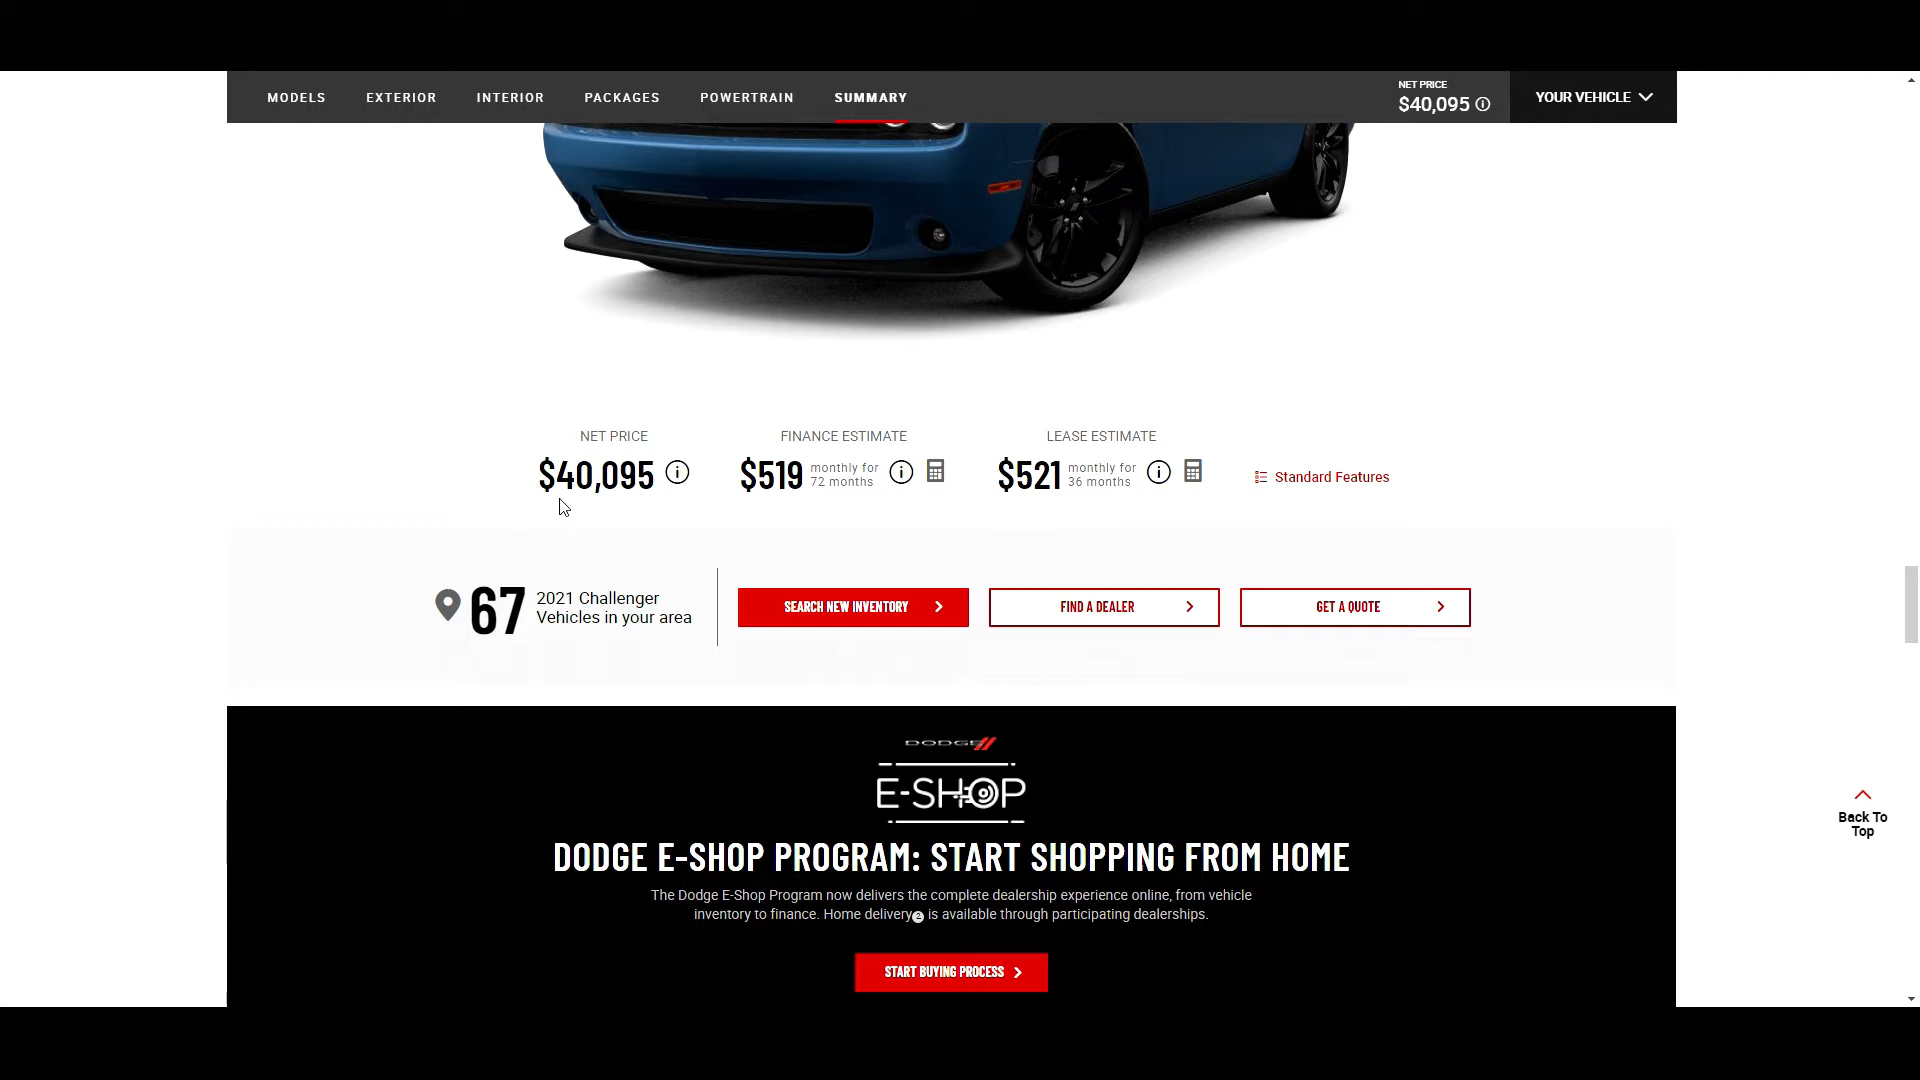 MODELS EXTERIOR INTERIOR PACKAGES POWERTRAIN SUMMARY
NET PRICE
$40,095
YOUR VEHICLE
NET PRICE
$40,095
FINANCE ESTIMATE
$519 monthly for
72 months
LEASE ESTIMATE
$521 monthly for
36 months
Standard Features
67
2021 Challenger
Vehicles in your area
SEARCH NEW INVENTORY
FIND A DEALER
GET A QUOTE
DODGE
E-SHOP
DODGE E-SHOP PROGRAM: START SHOPPING FROM HOME
The Dodge E-Shop Program now delivers the complete dealership experience online, from vehicle
inventory to finance. Home delivery2 is available through participating dealerships.
START BUYING PROCESS
Back To
Top